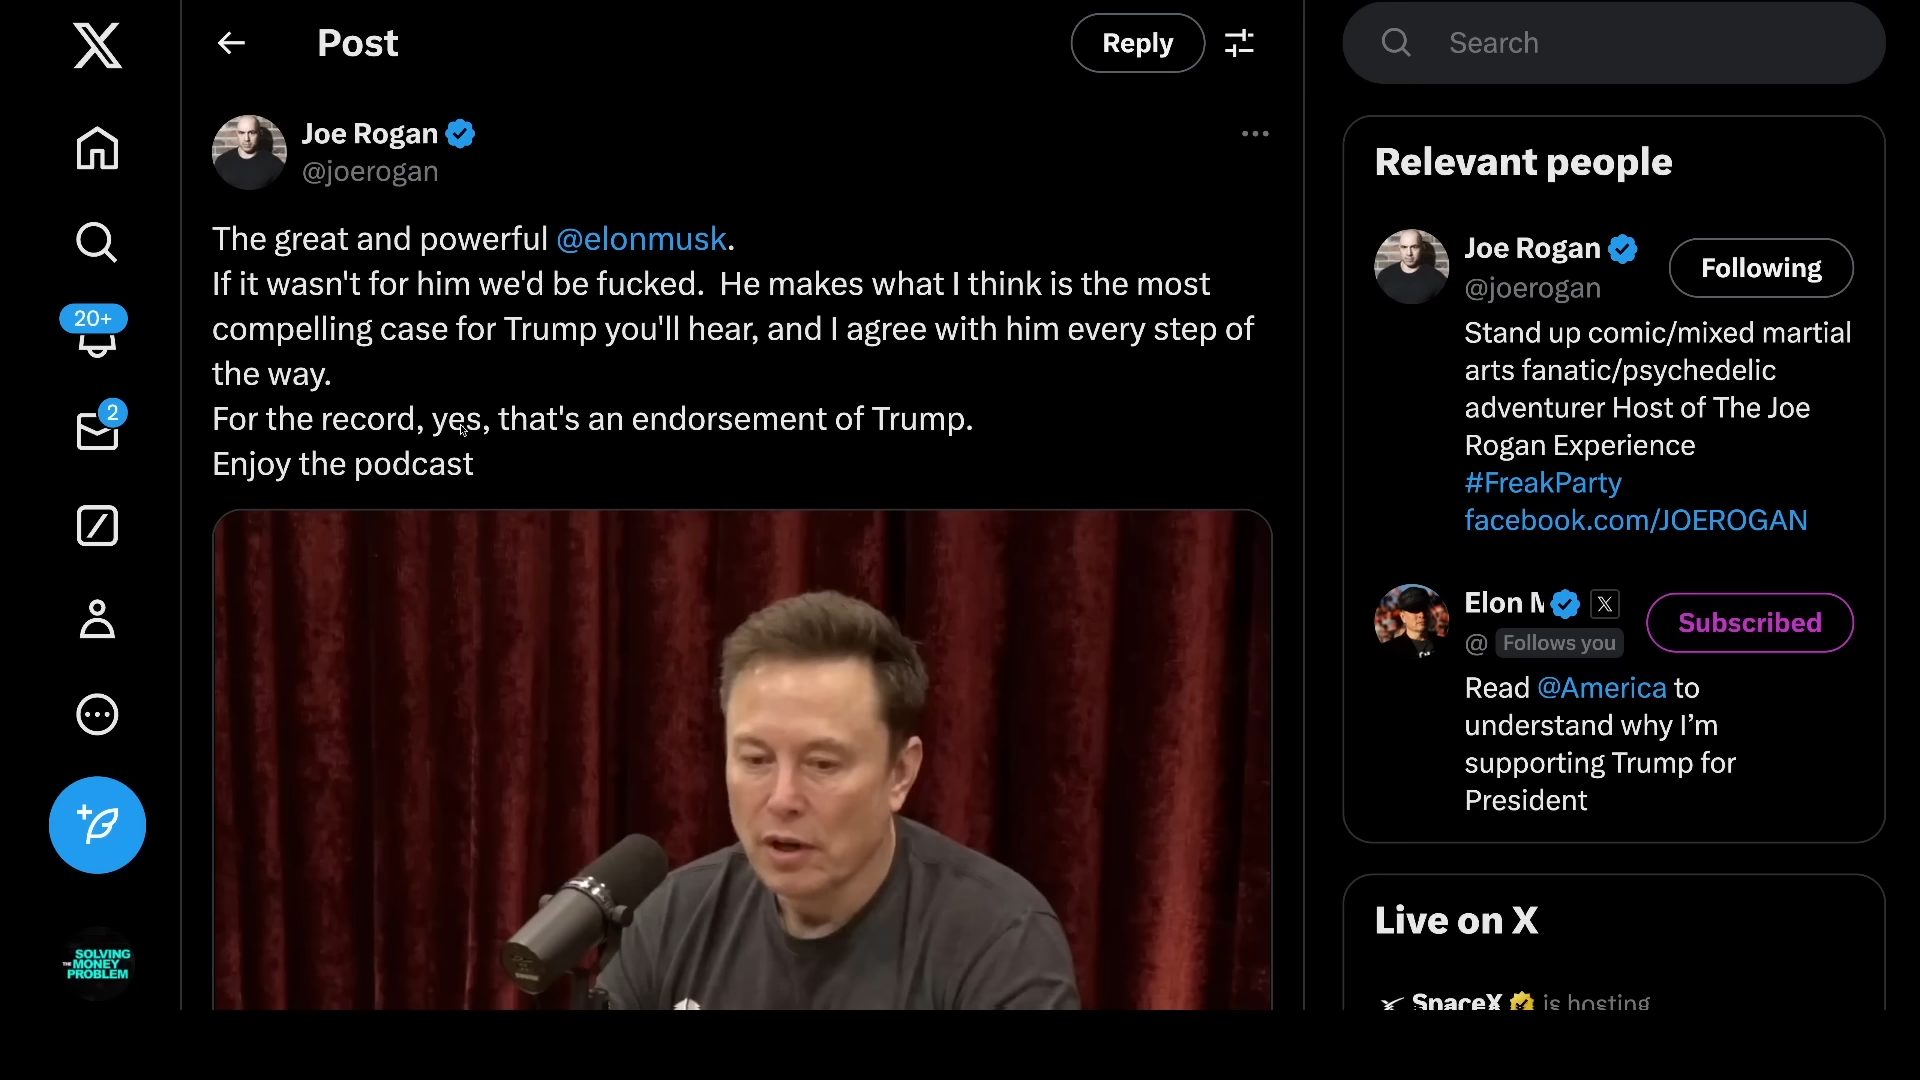 Post
Reply
Search
Joe Rogan
@joerogan
The great and powerful @elonmusk.
If it wasn't for him we'd be fucked.  He makes what I think is the most
compelling case for Trump you'll hear, and I agree with him every step of
the way.
For the record, yes, that's an endorsement of Trump.
Enjoy the podcast
20+
2
SOLVING
THE MONEY
PROBLEM
Relevant people
Joe Rogan
@joerogan
Following
Stand up comic/mixed martial
arts fanatic/psychedelic
adventurer Host of The Joe
Rogan Experience
#FreakParty
facebook.com/JOEROGAN
Elon
@ Follows you
Subscribed
Read @America to
understand why I’m
supporting Trump for
President
Live on X
SpaceX is hosting